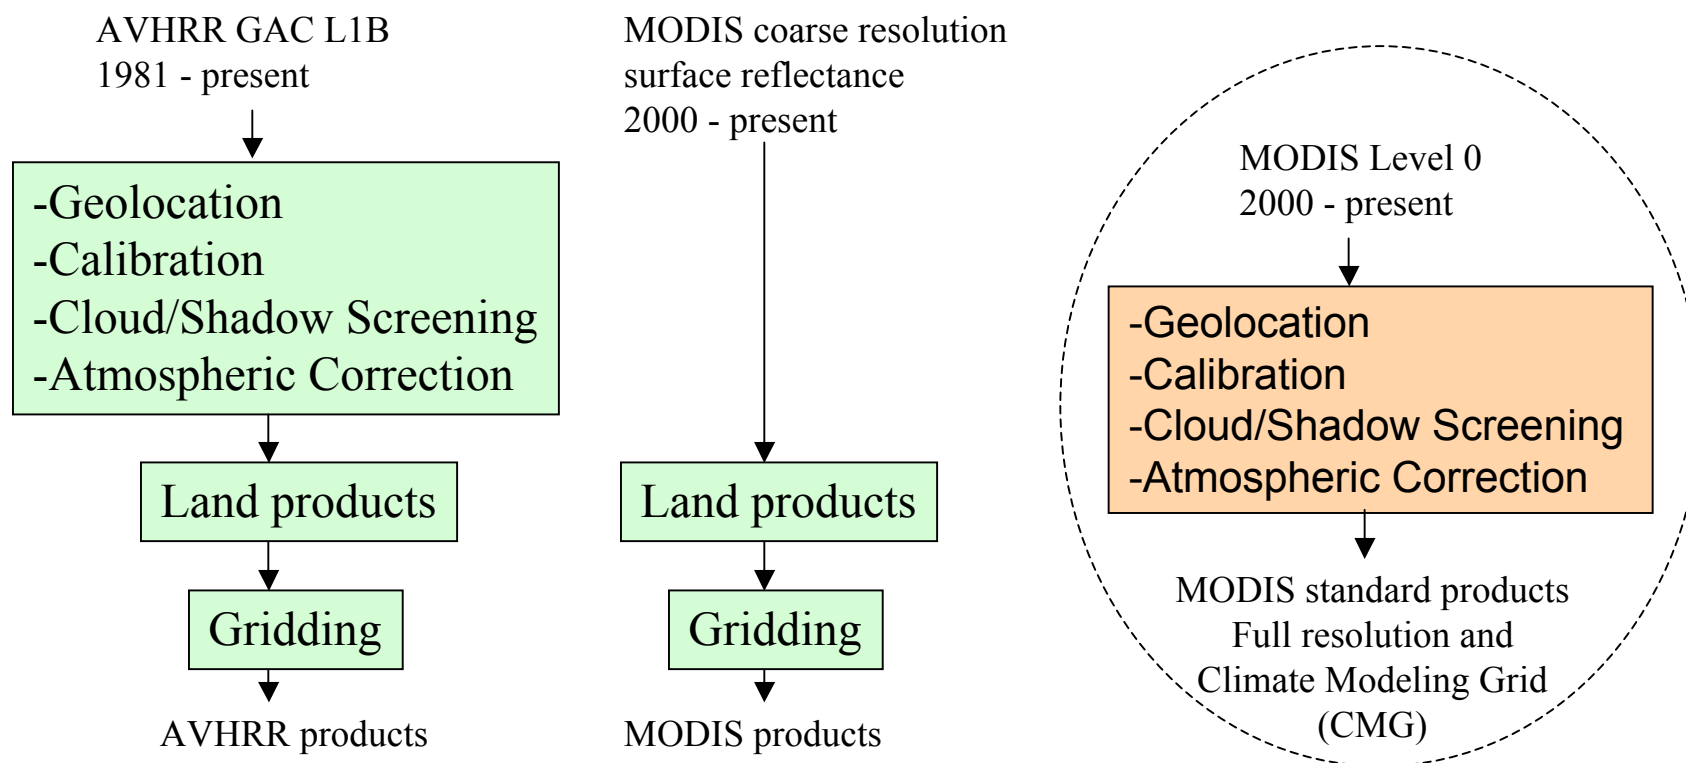 AVHRR GAC L1B
1981 - present
-Geolocation
-Calibration
-Cloud/Shadow Screening
-Atmospheric Correction
Land products
Gridding
AVHRR products
MODIS coarse resolution
surface reflectance
2000 - present
Land products
Gridding
MODIS products
MODIS Level 0
2000 - present
-Geolocation
-Calibration
-Cloud/Shadow Screening
-Atmospheric Correction
MODIS standard products
Full resolution and
Climate Modeling Grid
(CMG)